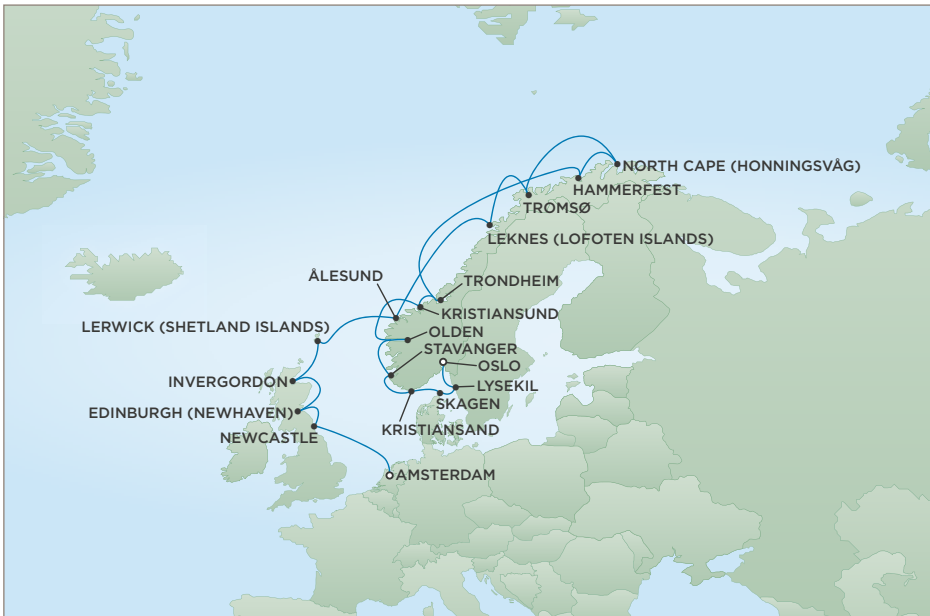 NORTH CAPE (HONNINGSVÅG)
HAMMERFEST
TROMSØ
LEKNES (LOFOTEN ISLANDS)
ÅLESUND
TRONDHEIM
KRISTIANSUND
LERWICK (SHETLAND ISLANDS)
OLDEN
STAVANGER
OSLO
INVERGORDON
LYSEKIL
SKAGEN
EDINBURGH (NEWHAVEN)
KRISTIANSAND
NEWCASTLE
AMSTERDAM